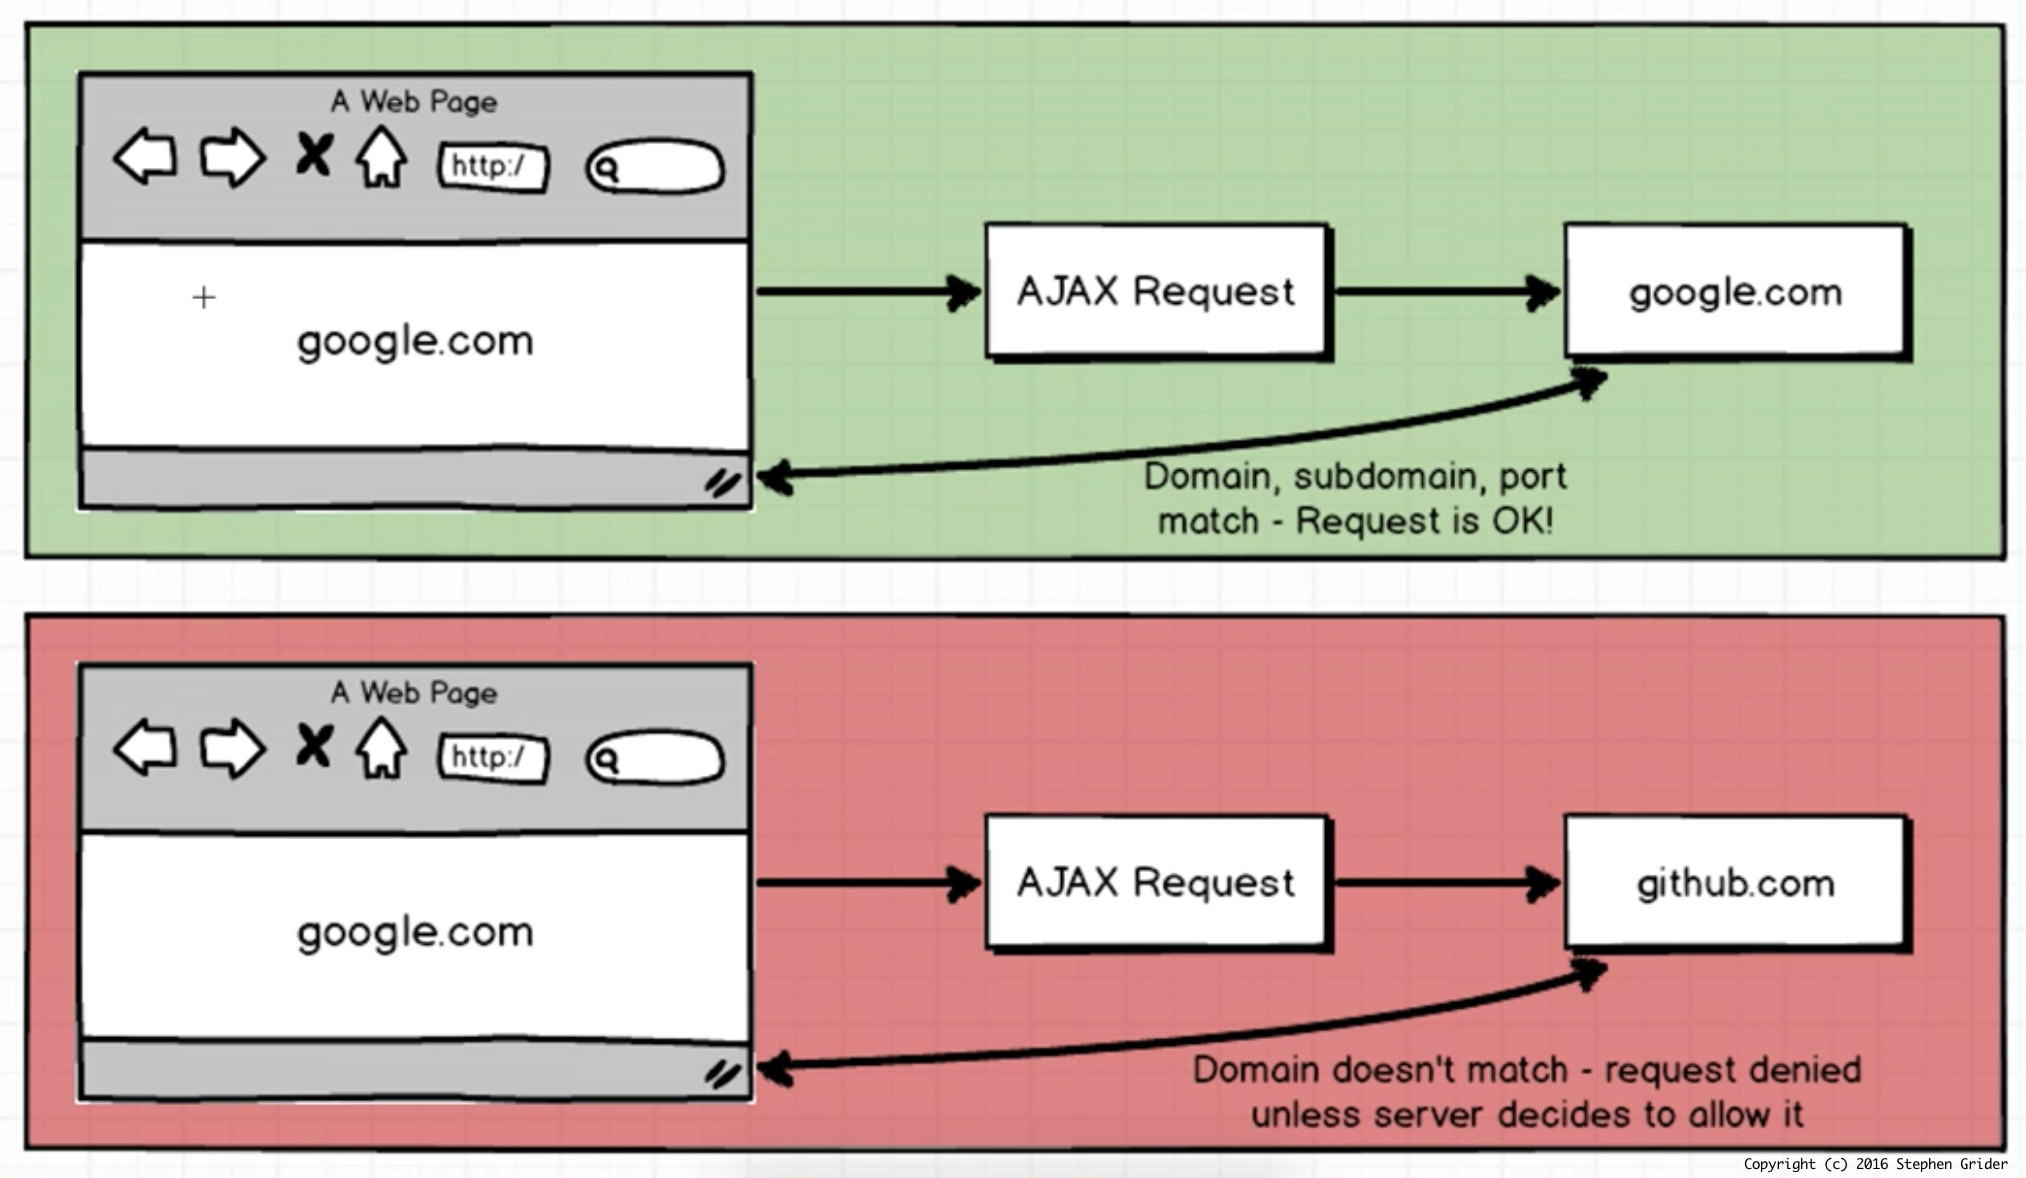 A Web Page
http:/
google.com
AJAX Request
google.com
Domain, subdomain, port
match - Request is OK!
A Web Page
http:/
google.com
AJAX Request
github.com
Domain doesn't match - request denied
unless server decides to allow it
Copyright (c) 2016 Stephen Grider